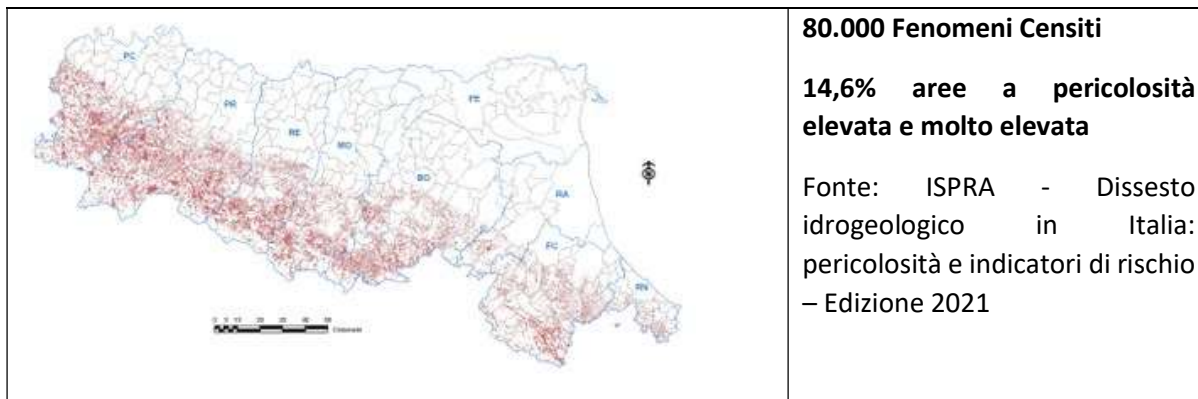 PC
PR
RE
MO
FE
BO
RA
FC
RN
80.000 Fenomeni Censiti
14,6% aree a pericolosità
elevata e molto elevata
Fonte: ISPRA - Dissesto
idrogeologico in Italia:
pericolosità e indicatori di rischio
– Edizione 2021